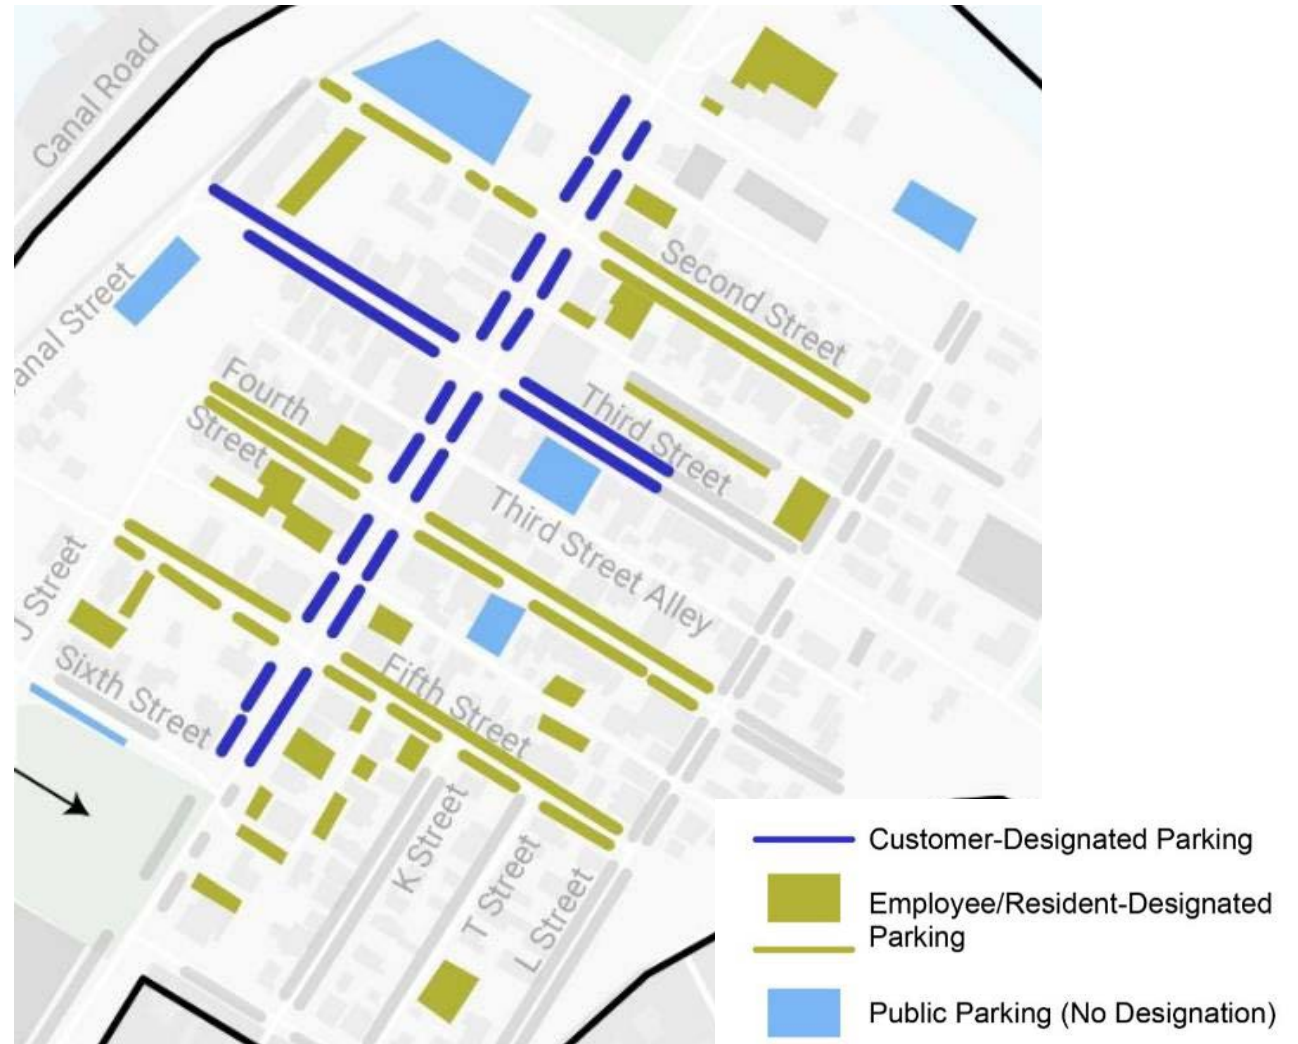 Canal Road
Second Street
anal Street
Fourth
Street
Third Street
Third Street Alley
J Street
Sixth Street
Fifth Street
K Street
T Street
L Street
Customer-Designated Parking
Employee/Resident-Designated
Parking
Public Parking (No Designation)